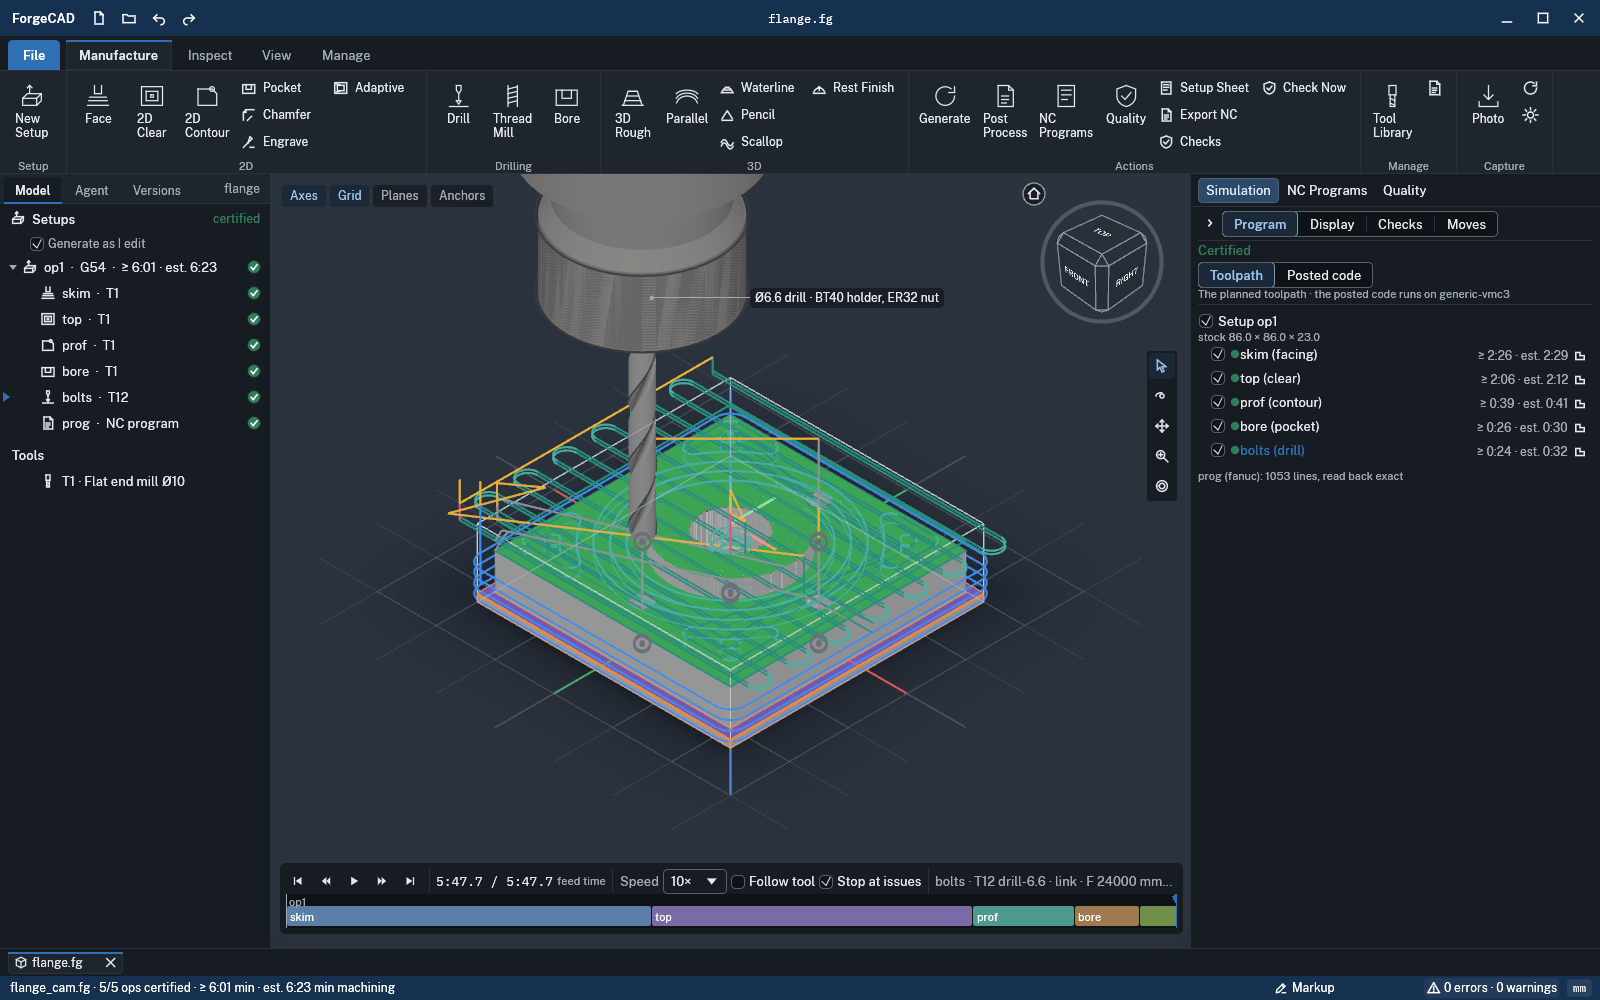 ForgeCAD
flange.fg
File
Manufacture
Inspect
View
Manage
New Setup
Setup
Face
2D Clear
2D Contour
Pocket
Chamfer
Engrave
Adaptive
2D
Drill
Thread Mill
Bore
Drilling
3D Rough
Parallel
Waterline
Pencil
Scallop
Rest Finish
3D
Generate
Post Process
NC Programs
Quality
Setup Sheet
Export NC
Checks
Check Now
Actions
Tool Library
Manage
Photo
Capture
Model
Agent
Versions
flange
Setups
certified
Generate as I edit
op1 · G54 · ≥ 6:01 · est. 6:23
skim · T1
top · T1
prof · T1
bore · T1
bolts · T12
prog · NC program
Tools
T1 · Flat end mill Ø10
Axes
Grid
Planes
Anchors
Ø6.6 drill · BT40 holder, ER32 nut
TOP
FRONT
RIGHT
Simulation
NC Programs
Quality
Program
Display
Checks
Moves
Certified
Toolpath
Posted code
The planned toolpath · the posted code runs on generic-vmc3
Setup op1
stock 86.0 × 86.0 × 23.0
skim (facing) ≥ 2:26 · est. 2:29
top (clear) ≥ 2:06 · est. 2:12
prof (contour) ≥ 0:39 · est. 0:41
bore (pocket) ≥ 0:26 · est. 0:30
bolts (drill) ≥ 0:24 · est. 0:32
prog (fanuc): 1053 lines, read back exact
5:47.7 / 5:47.7 feed time
Speed
10×
Follow tool
Stop at issues
bolts · T12 drill-6.6 · link · F 24000 mm...
op1
skim
top
prof
bore
flange.fg
flange_cam.fg · 5/5 ops certified · ≥ 6:01 min · est. 6:23 min machining
Markup
0 errors · 0 warnings
mm